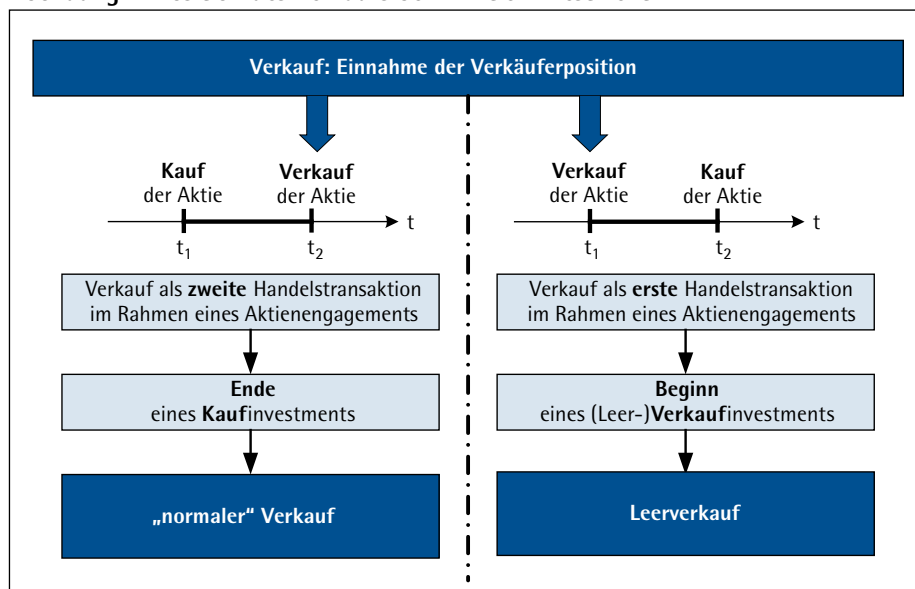 Verkauf: Einnahme der Verkäuferposition
Kauf
der Aktie
Verkauf
der Aktie
t
t1
t2
Verkauf als zweite Handelstransaktion
im Rahmen eines Aktienengagements
Ende
eines Kaufinvestments
„normaler“ Verkauf
Verkauf
der Aktie
Kauf
der Aktie
t
t1
t2
Verkauf als erste Handelstransaktion
im Rahmen eines Aktienengagements
Beginn
eines (Leer-)Verkaufinvestments
Leerverkauf